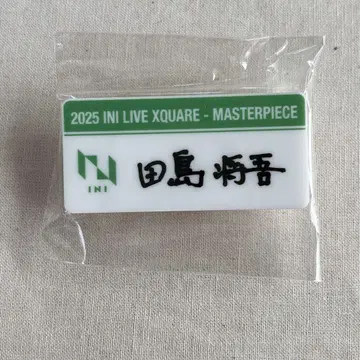 2025 INI LIVE XQUARE - MASTERPIECE
INI
田島 将吾